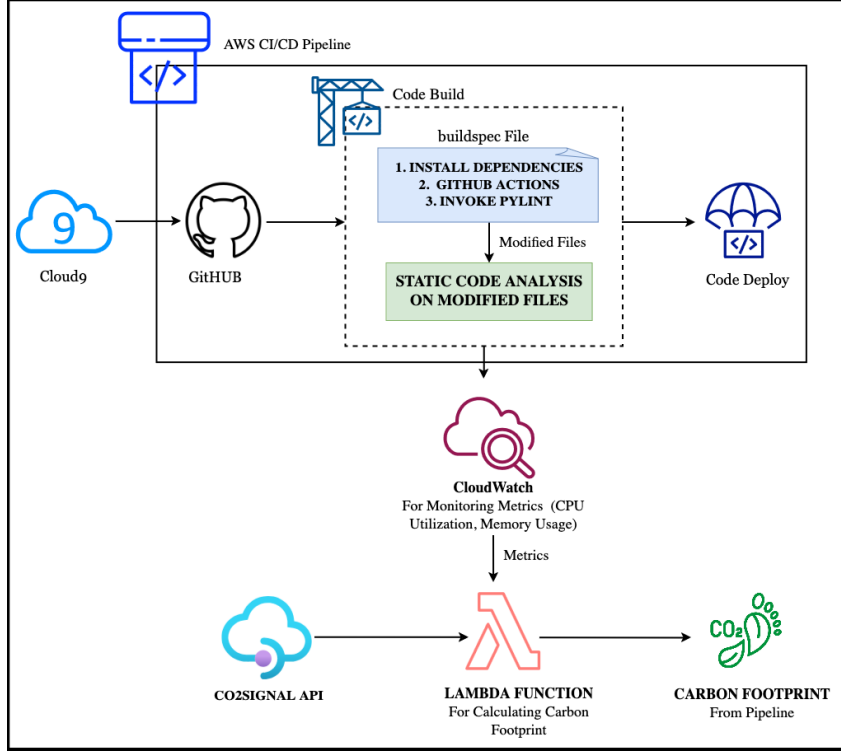 AWS CI/CD Pipeline
</>
Code Build
</>
buildspec File
1. INSTALL DEPENDENCIES
2. GITHUB ACTIONS
3. INVOKE PYLINT
9
Cloud9
GitHUB
Modified Files
STATIC CODE ANALYSIS
ON MODIFIED FILES
</>
Code Deploy
CloudWatch
For Monitoring Metrics (CPU
Utilization, Memory Usage)
Metrics
CO2SIGNAL API
LAMBDA FUNCTION
For Calculating Carbon
Footprint
CO₂
CARBON FOOTPRINT
From Pipeline